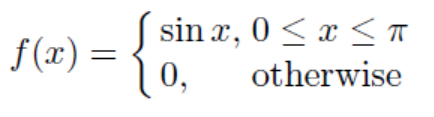 f(x) = { sin x, 0 ≤ x ≤ π
0, otherwise